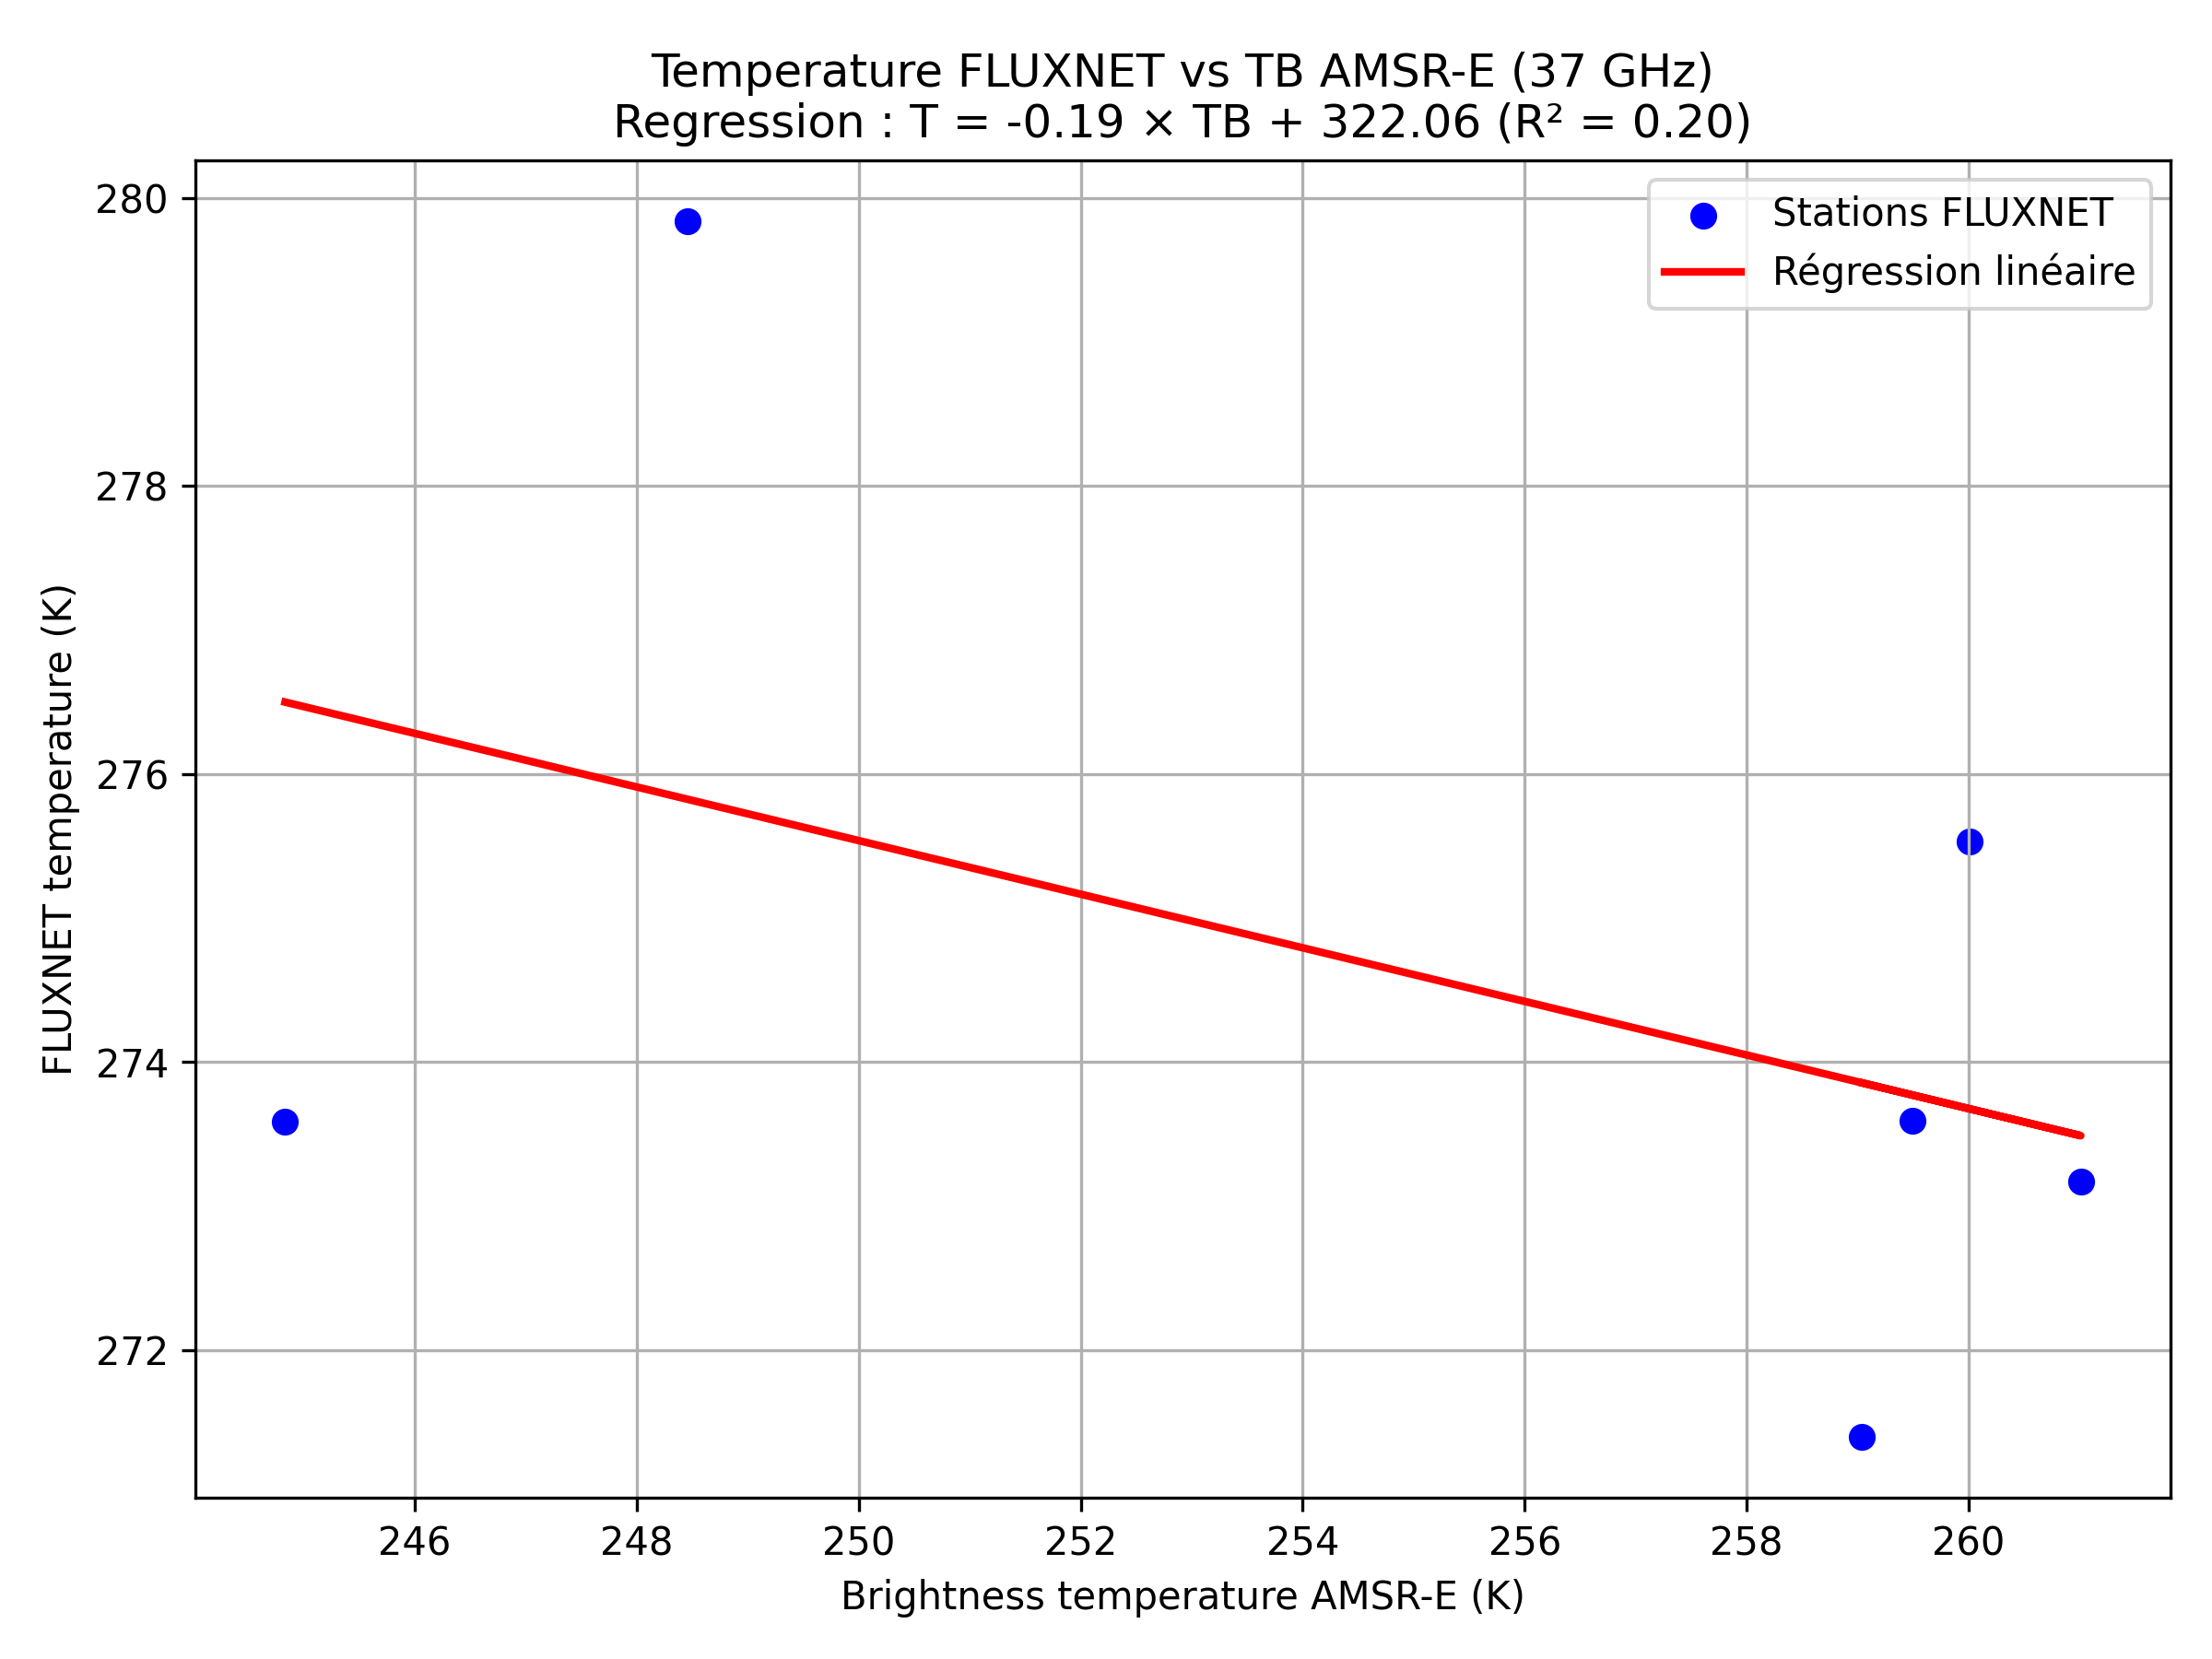 Temperature FLUXNET vs TB AMSR-E (37 GHz)
Regression : T = -0.19 × TB + 322.06 (R² = 0.20)
Stations FLUXNET
Régression linéaire
FLUXNET temperature (K)
280
278
276
274
272
246 248 250 252 254 256 258 260
Brightness temperature AMSR-E (K)